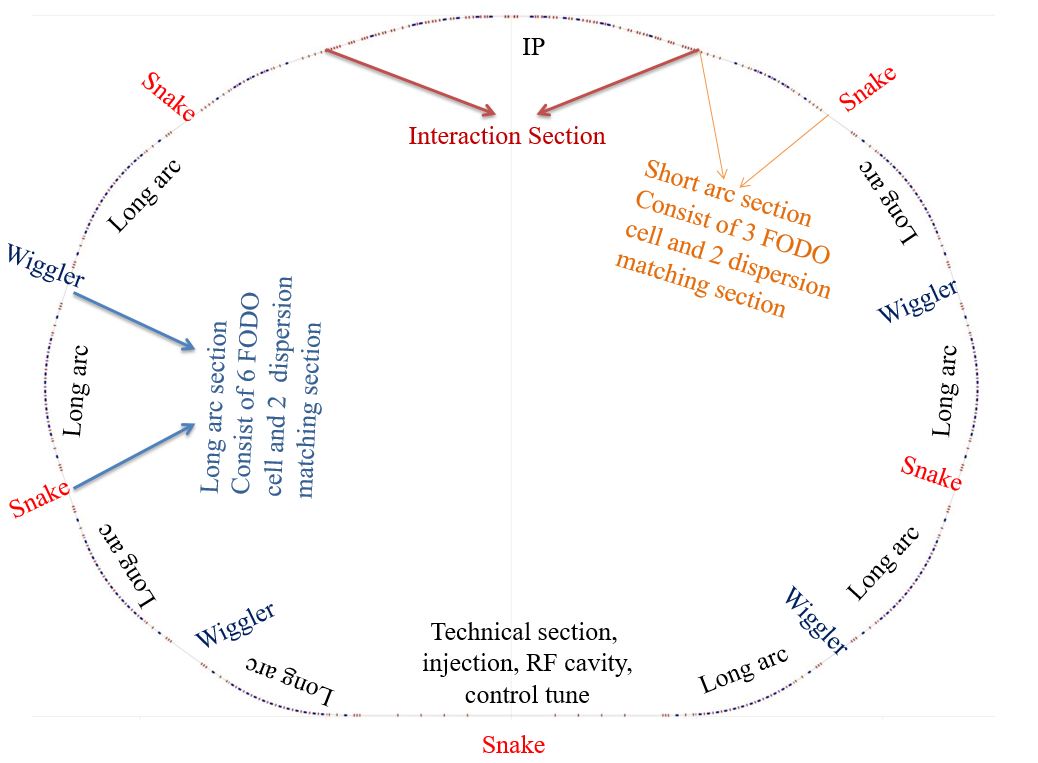 IP
Interaction Section
Snake
Snake
Long arc
Long arc
Short arc section
Consist of 3 FODO
cell and 2 dispersion
matching section
Wiggler
Wiggler
Long arc section
Consist of 6 FODO
cell and 2 dispersion
matching section
Long arc
Long arc
Snake
Snake
Long arc
Long arc
Wiggler
Wiggler
Technical section,
injection, RF cavity,
control tune
Long arc
Long arc
Snake